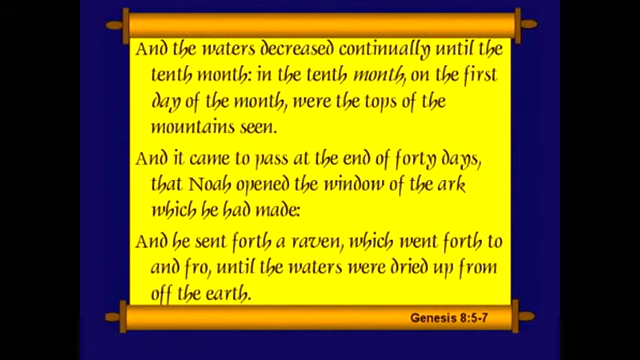 And the waters decreased continually until the
tenth month: in the tenth month, on the first
day of the month, were the tops of the
mountains seen.
And it came to pass at the end of forty days,
that Noah opened the window of the ark
which he had made:
And he sent forth a raven, which went forth to
and fro, until the waters were dried up from
off the earth.
Genesis 8:5-7